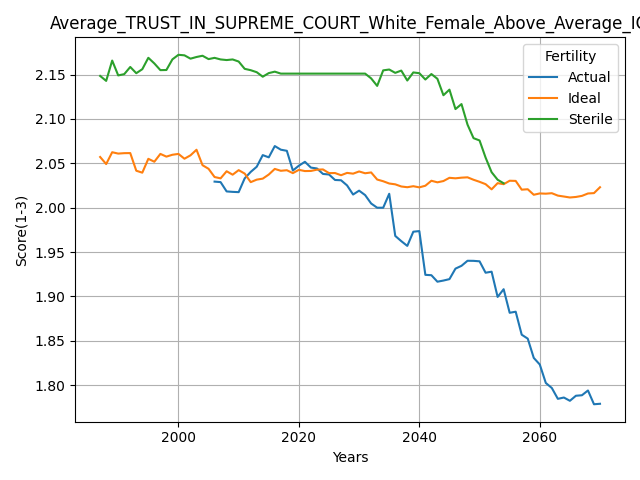 Average_TRUST_IN_SUPREME_COURT_White_Female_Above_Average_IQ
Fertility
Actual
Ideal
Sterile
2.15
2.10
2.05
2.00
1.95
1.90
1.85
1.80
Score(1-3)
2000
2020
2040
2060
Years